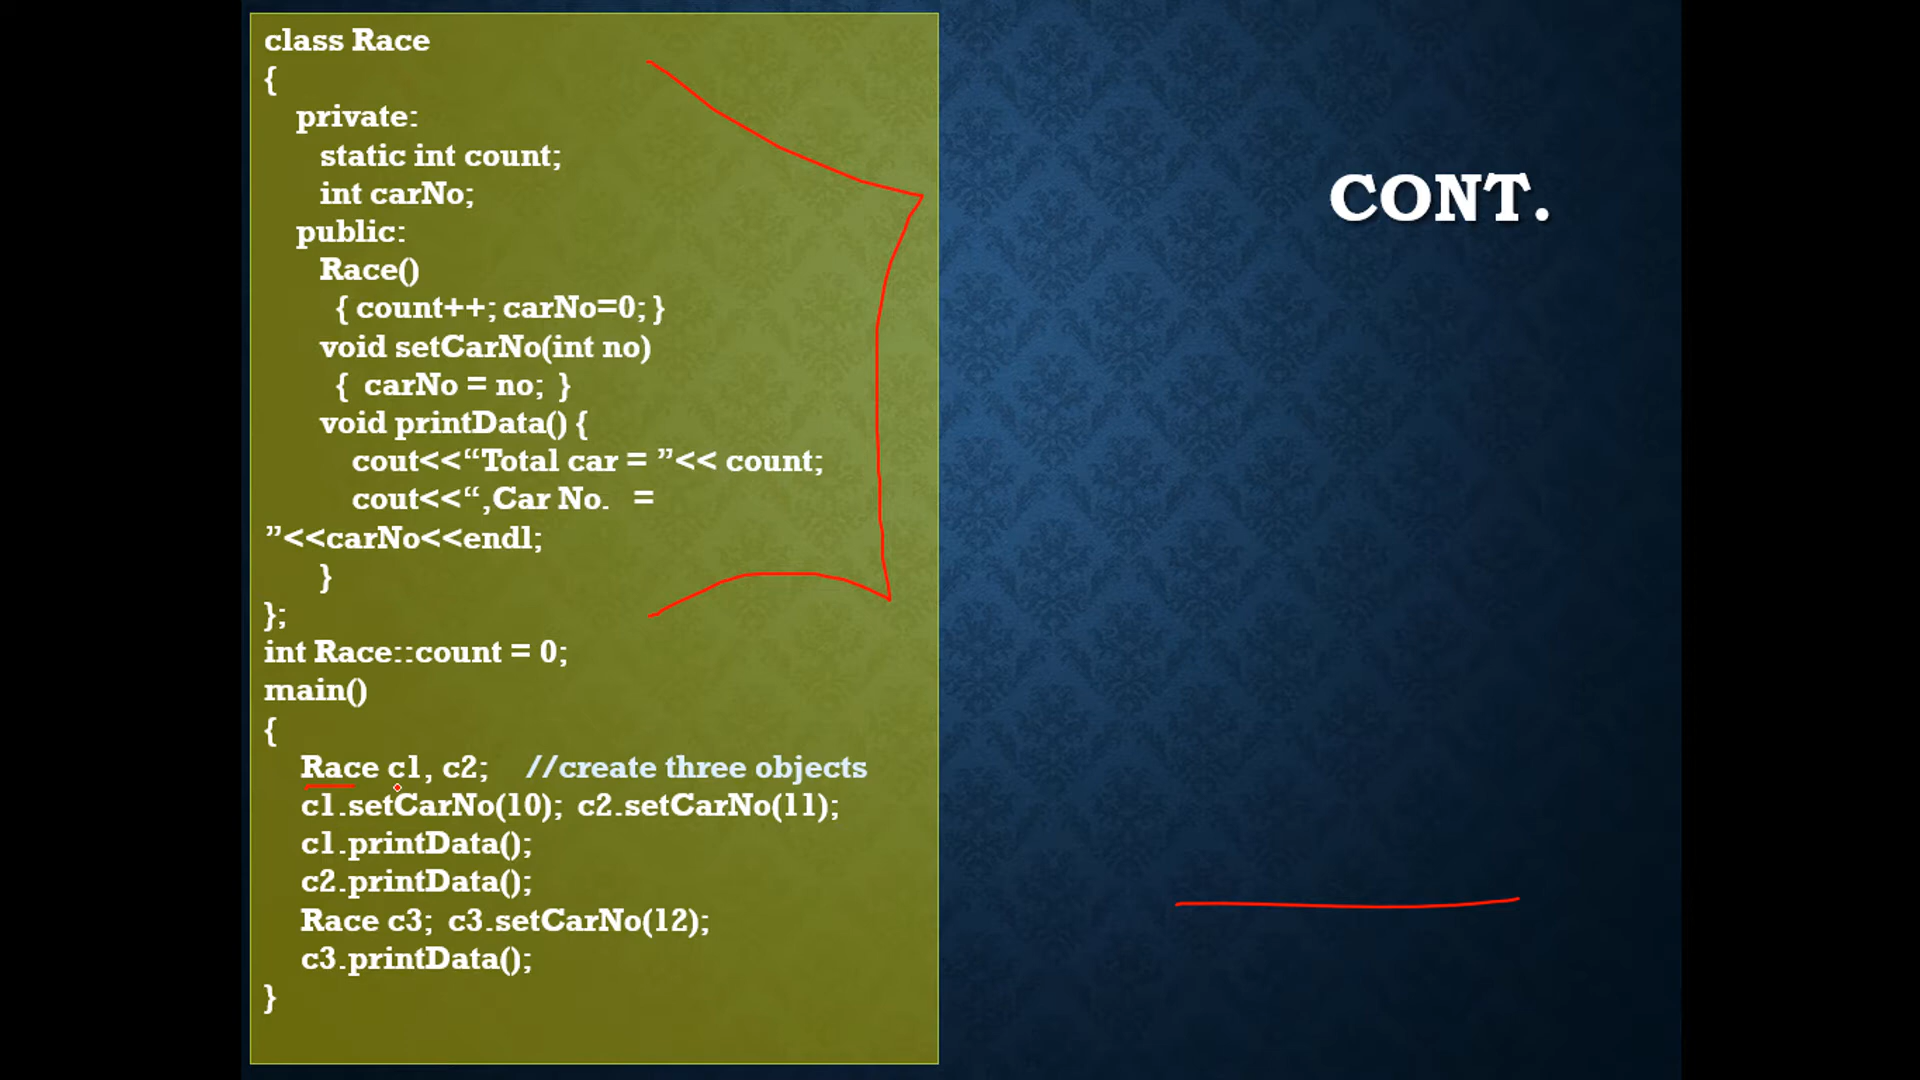 class Race
{
private:
static int count;
int carNo;
public:
Race()
{ count++; carNo=0; }
void setCarNo(int no)
{ carNo = no; }
void printData() {
cout<<“Total car = ”<< count;
cout<<“,Car No. =
”<<carNo<<endl;
}
};
int Race::count = 0;
main()
{
Race c1, c2; //create three objects
c1.setCarNo(10); c2.setCarNo(11);
c1.printData();
c2.printData();
Race c3; c3.setCarNo(12);
c3.printData();
}
CONT.